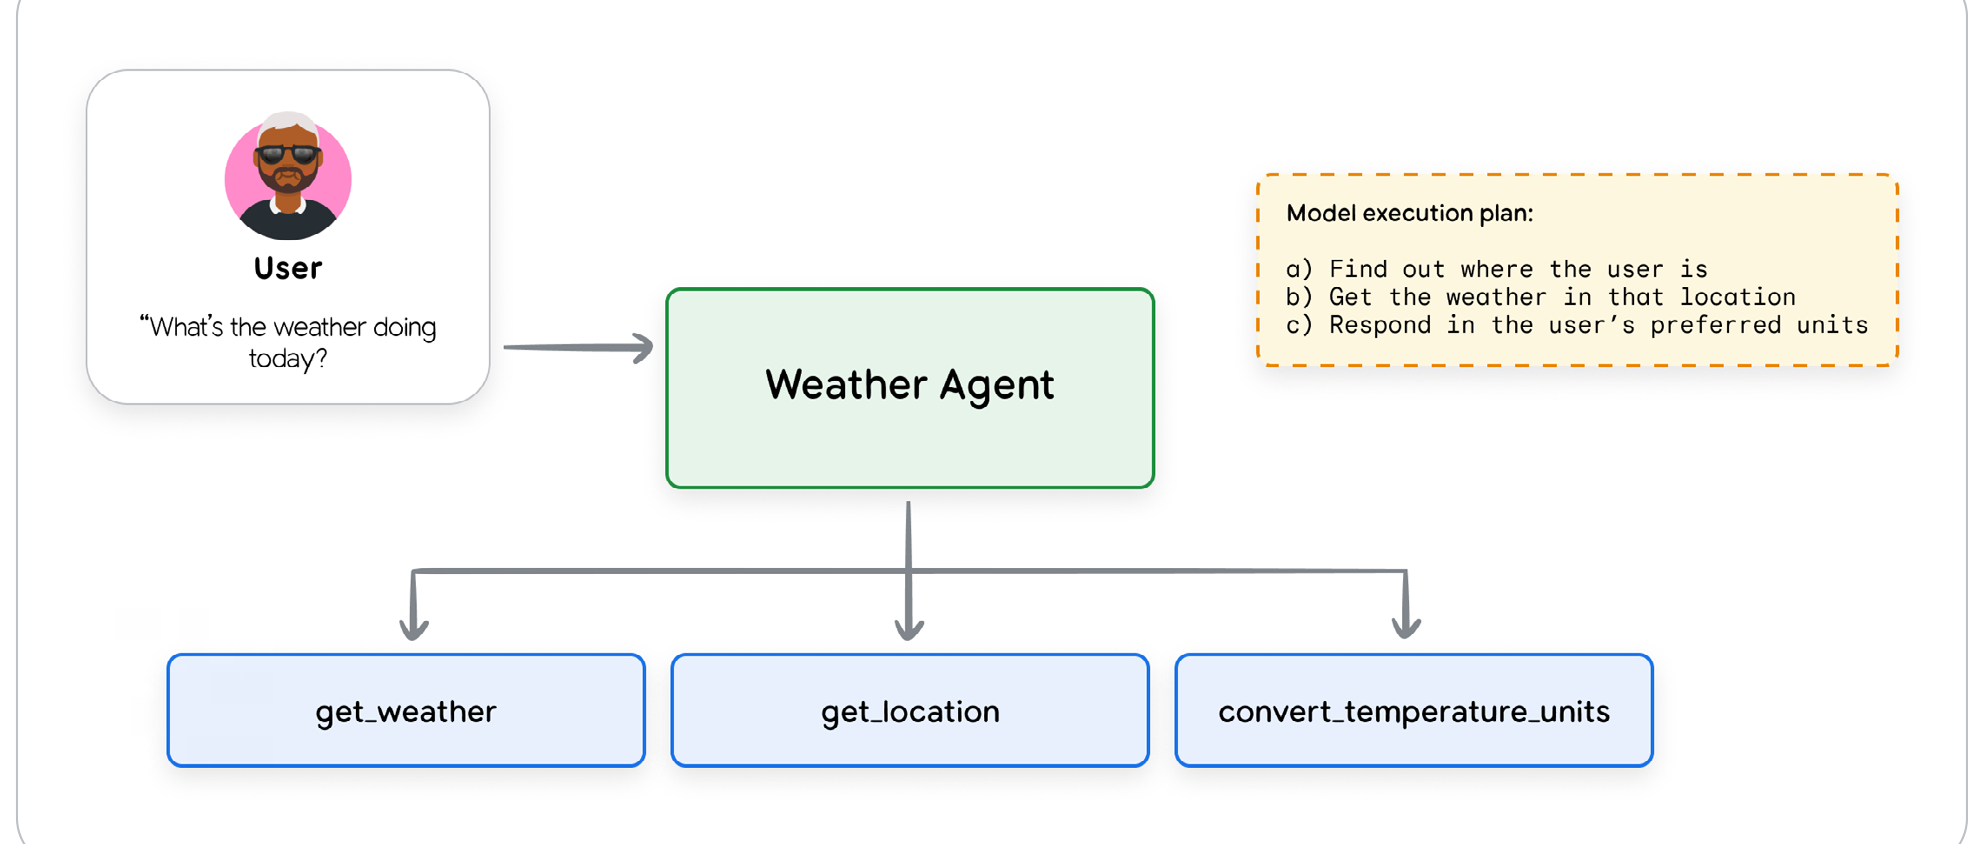 User
“What’s the weather doing
today?
Weather Agent
Model execution plan:
a) Find out where the user is
b) Get the weather in that location
c) Respond in the user’s preferred units
get_weather
get_location
convert_temperature_units